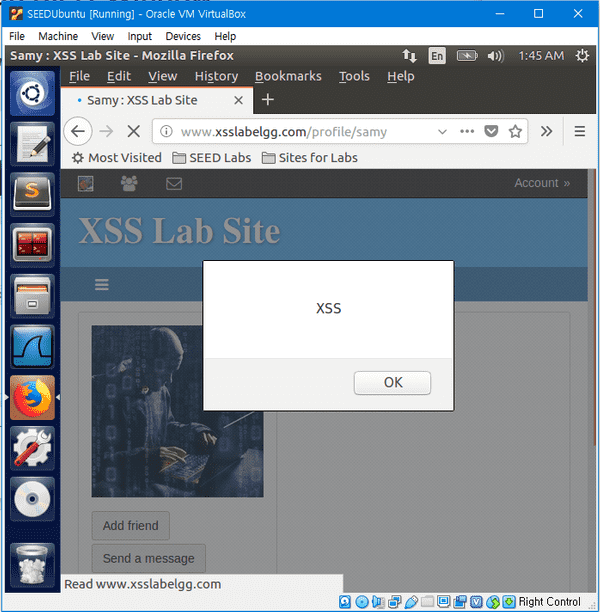 SEEDUbuntu [Running] - Oracle VM VirtualBox
File Machine View Input Devices Help
Samy : XSS Lab Site - Mozilla Firefox En 1:45 AM
File Edit View History Bookmarks Tools Help
Samy : XSS Lab Site
www.xsslabelgg.com/profile/samy
Most Visited SEED Labs Sites for Labs
Account »
XSS Lab Site
XSS
OK
Add friend
Send a message
Read www.xsslabelgg.com
Right Control